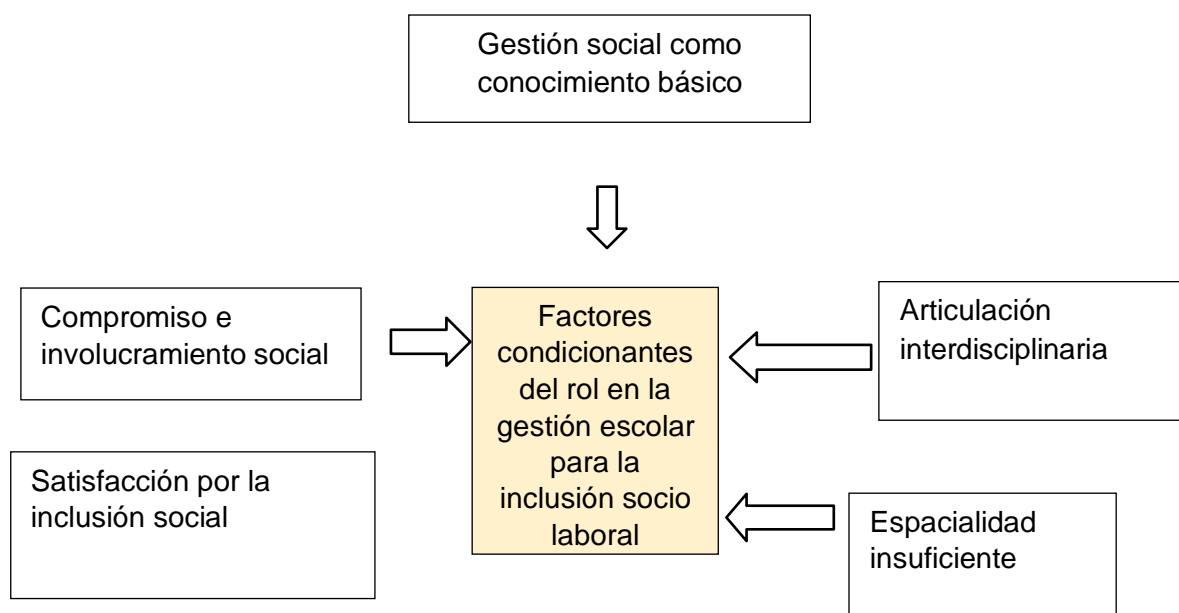 Gestión social como
conocimiento básico
Compromiso e
involucramiento social
Factores
condicionantes
del rol en la
gestión escolar
para la
inclusión socio
laboral
Articulación
interdisciplinaria
Satisfacción por la
inclusión social
Espacialidad
insuficiente